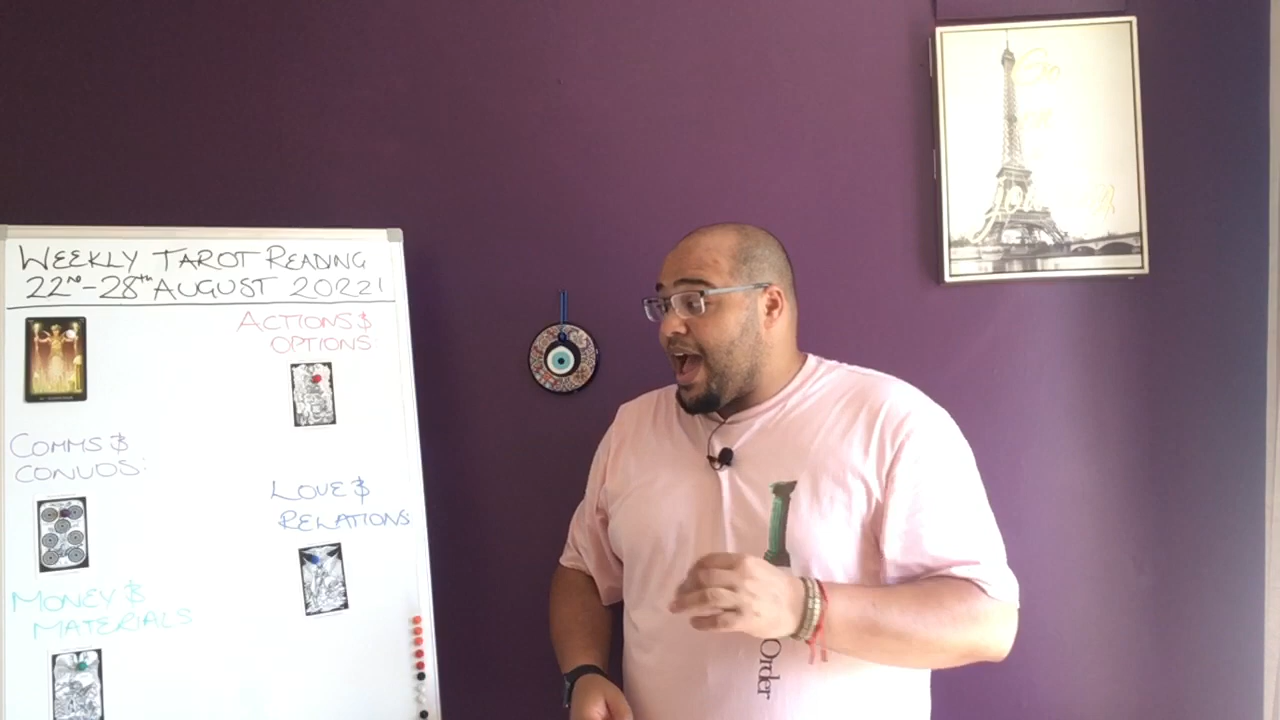 WEEKLY TAROT READING
22ND-28TH AUGUST 2022!
ACTIONS &
OPTIONS:
COMMS &
CONVOS:
LOVE &
RELATIONS:
MONEY &
MATERIALS
Order